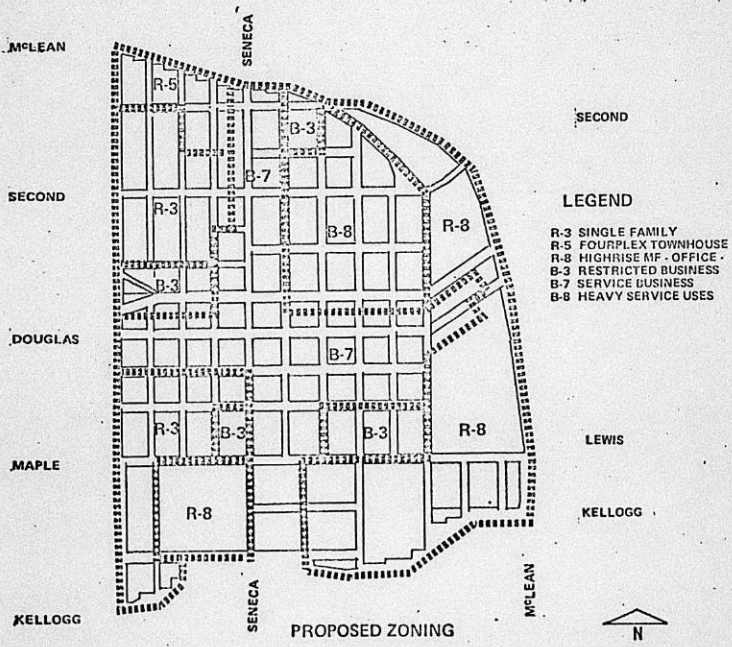 McLEAN
SENECA
SECOND
DOUGLAS
MAPLE
KELLOGG
R-5
B-3
B-7
R-3
B-8
R-8
B-3
B-7
R-3
B-3
B-3
R-8
R-8
SECOND
LEGEND
R-3 SINGLE FAMILY
R-5 FOURPLEX TOWNHOUSE
R-8 HIGHRISE MF - OFFICE -
B-3 RESTRICTED BUSINESS
B-7 SERVICE BUSINESS
B-8 HEAVY SERVICE USES
LEWIS
KELLOGG
SENECA
McLEAN
PROPOSED ZONING
N